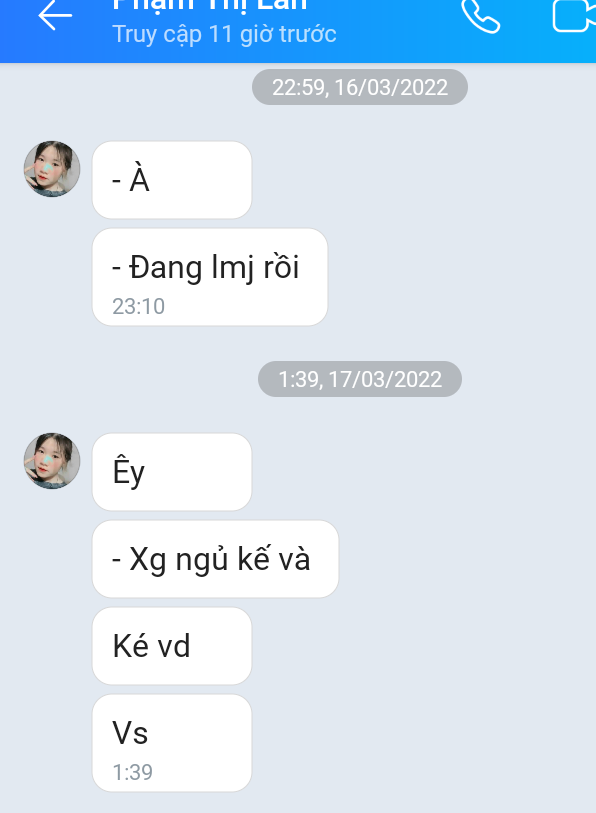 Phạm Thị Lan
Truy cập 11 giờ trước
22:59, 16/03/2022
- À
- Đang lmj rồi
23:10
1:39, 17/03/2022
Êy
- Xg ngủ kế và
Ké vd
Vs
1:39